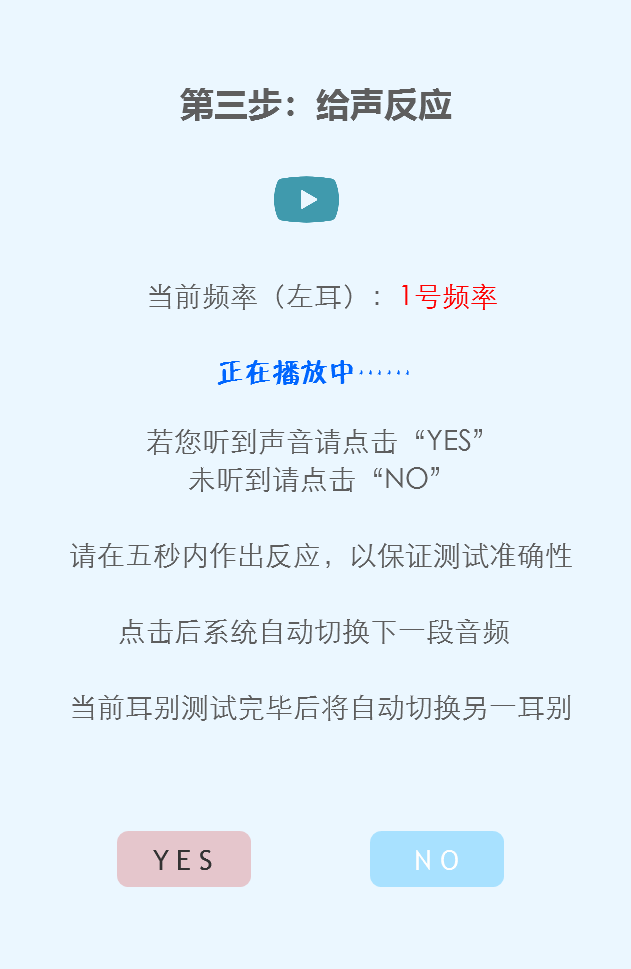 第三步：给声反应
当前频率（左耳）：1号频率
正在播放中……
若您听到声音请点击“YES”
未听到请点击“NO”
请在五秒内作出反应，以保证测试准确性
点击后系统自动切换下一段音频
当前耳别测试完毕后将自动切换另一耳别
YES
NO